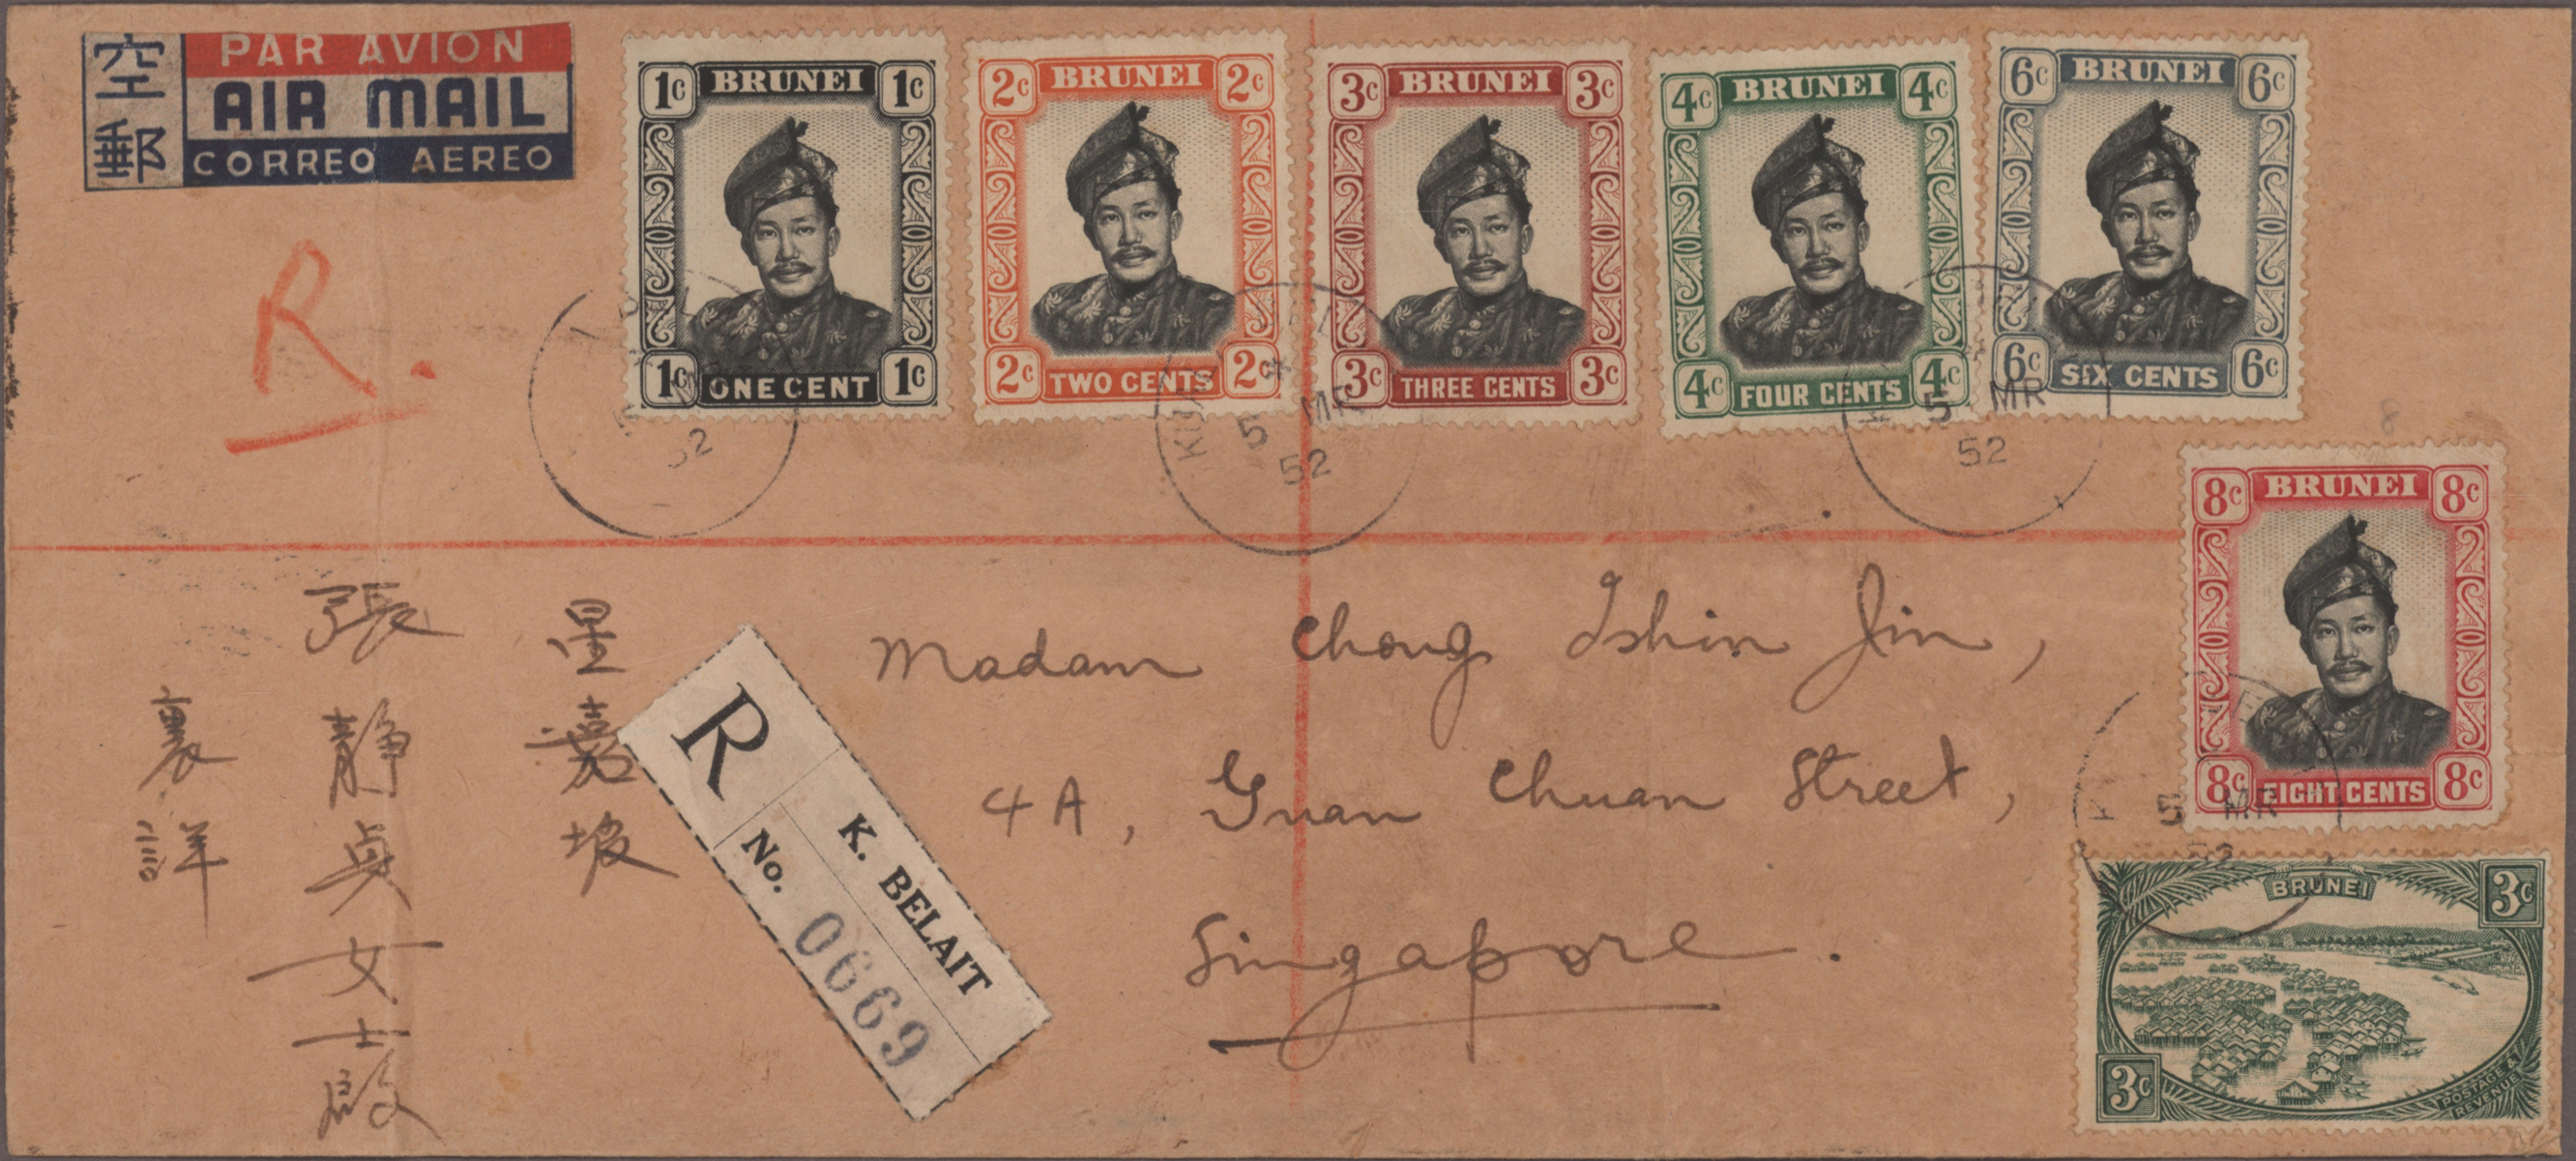 空郵
PAR AVION
AIR MAIL
CORREO AEREO
R.
1c BRUNEI 1c
1c ONE CENT 1c
2c BRUNEI 2c
2c TWO CENTS 2c
3c BRUNEI 3c
3c THREE CENTS 3c
4c BRUNEI 4c
4c FOUR CENTS 4c
6c BRUNEI 6c
6c SIX CENTS 6c
52
5 MR
52
5 MR
52
8
8c BRUNEI 8c
8c EIGHT CENTS 8c
5 MR
BRUNEI 3c
3c POSTAGE & REVENUE
Madam Chong Tshin Jin,
4A, Guan Chuan Street,
Singapore.
R
K. BELAIT
No. 0669
星嘉坡
張靜貞女士啟
裏詳